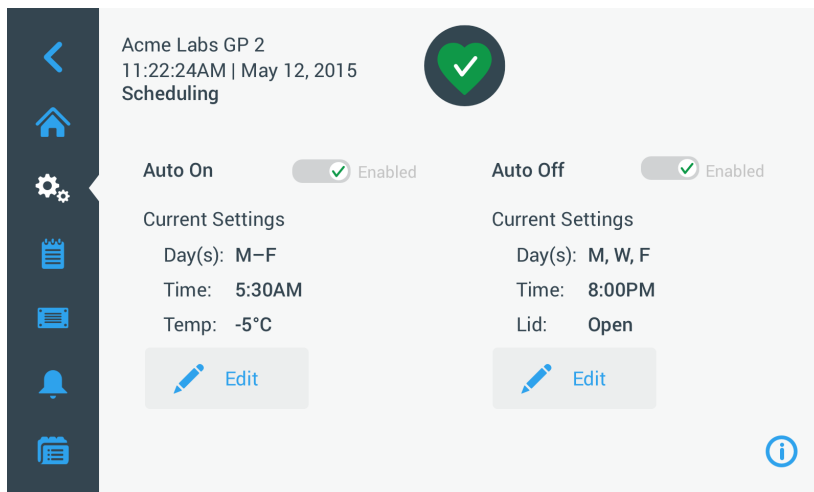 Acme Labs GP 2
11:22:24AM | May 12, 2015
Scheduling
Auto On
Enabled
Auto Off
Enabled
Current Settings
Day(s): M–F
Time: 5:30AM
Temp: -5°C
Edit
Current Settings
Day(s): M, W, F
Time: 8:00PM
Lid: Open
Edit